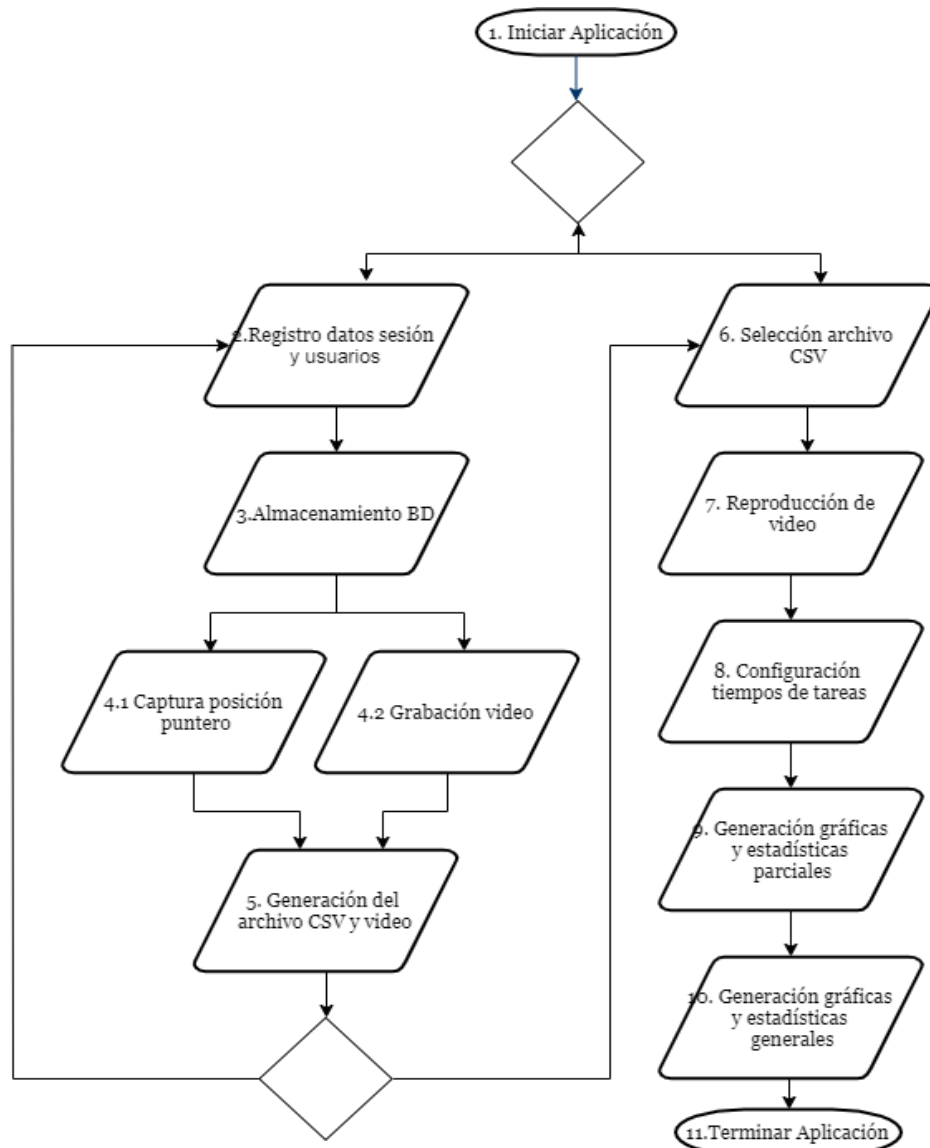 1. Iniciar Aplicación
2.Registro datos sesión
y usuarios
3.Almacenamiento BD
4.1 Captura posición
puntero
4.2 Grabación video
5. Generación del
archivo CSV y video
6. Selección archivo
CSV
7. Reproducción de
video
8. Configuración
tiempos de tareas
9. Generación gráficas
y estadísticas
parciales
10. Generación gráficas
y estadísticas
generales
11.Terminar Aplicación